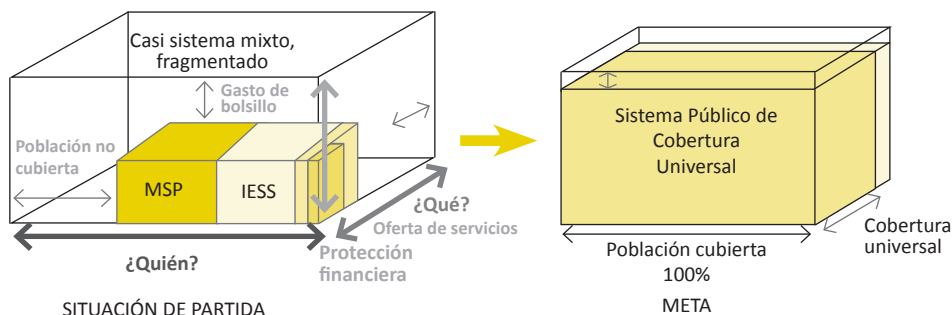 Casi sistema mixto,
fragmentado
Gasto de
bolsillo
Población no
cubierta
MSP
IESS
¿Qué?
Oferta de servicios
Protección
financiera
¿Quién?
SITUACIÓN DE PARTIDA
Sistema Público de
Cobertura
Universal
Cobertura
universal
Población cubierta
100%
META